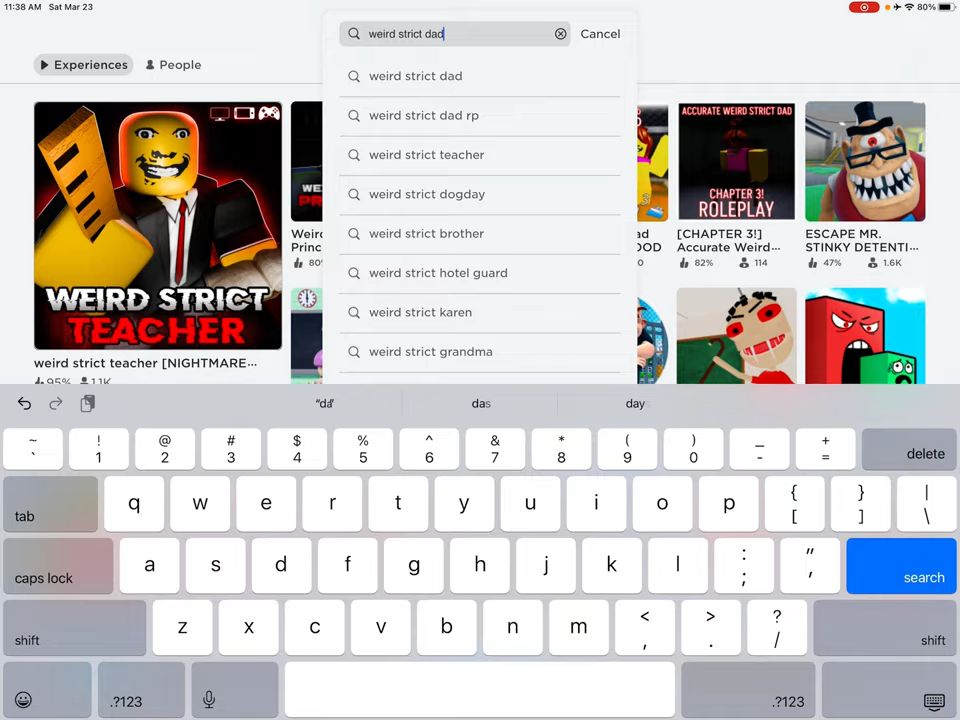 11:38 AM Sat Mar 23
80%
weird strict dad
Cancel
Experiences
People
weird strict dad
weird strict dad rp
weird strict teacher
weird strict dogday
weird strict brother
weird strict hotel guard
weird strict karen
weird strict grandma
WEIRD STRICT
TEACHER
weird strict teacher [NIGHTMARE...
95% 1.1K
Weir
Princ
80%
ACCURATE WEIRD STRICT DAD
CHAPTER 3!
ROLEPLAY
[CHAPTER 3!]
Accurate Weird...
82% 114
ESCAPE MR.
STINKY DETENTI...
47% 1.6K
"da"
das
day
~ ! @ # $ % ^ & * ( ) _ +
` 1 2 3 4 5 6 7 8 9 0 - = delete
tab q w e r t y u i o p { [ } ] | \
caps lock a s d f g h j k l : ; " ' search
shift z x c v b n m < , > . ? / shift
.?123 .?123